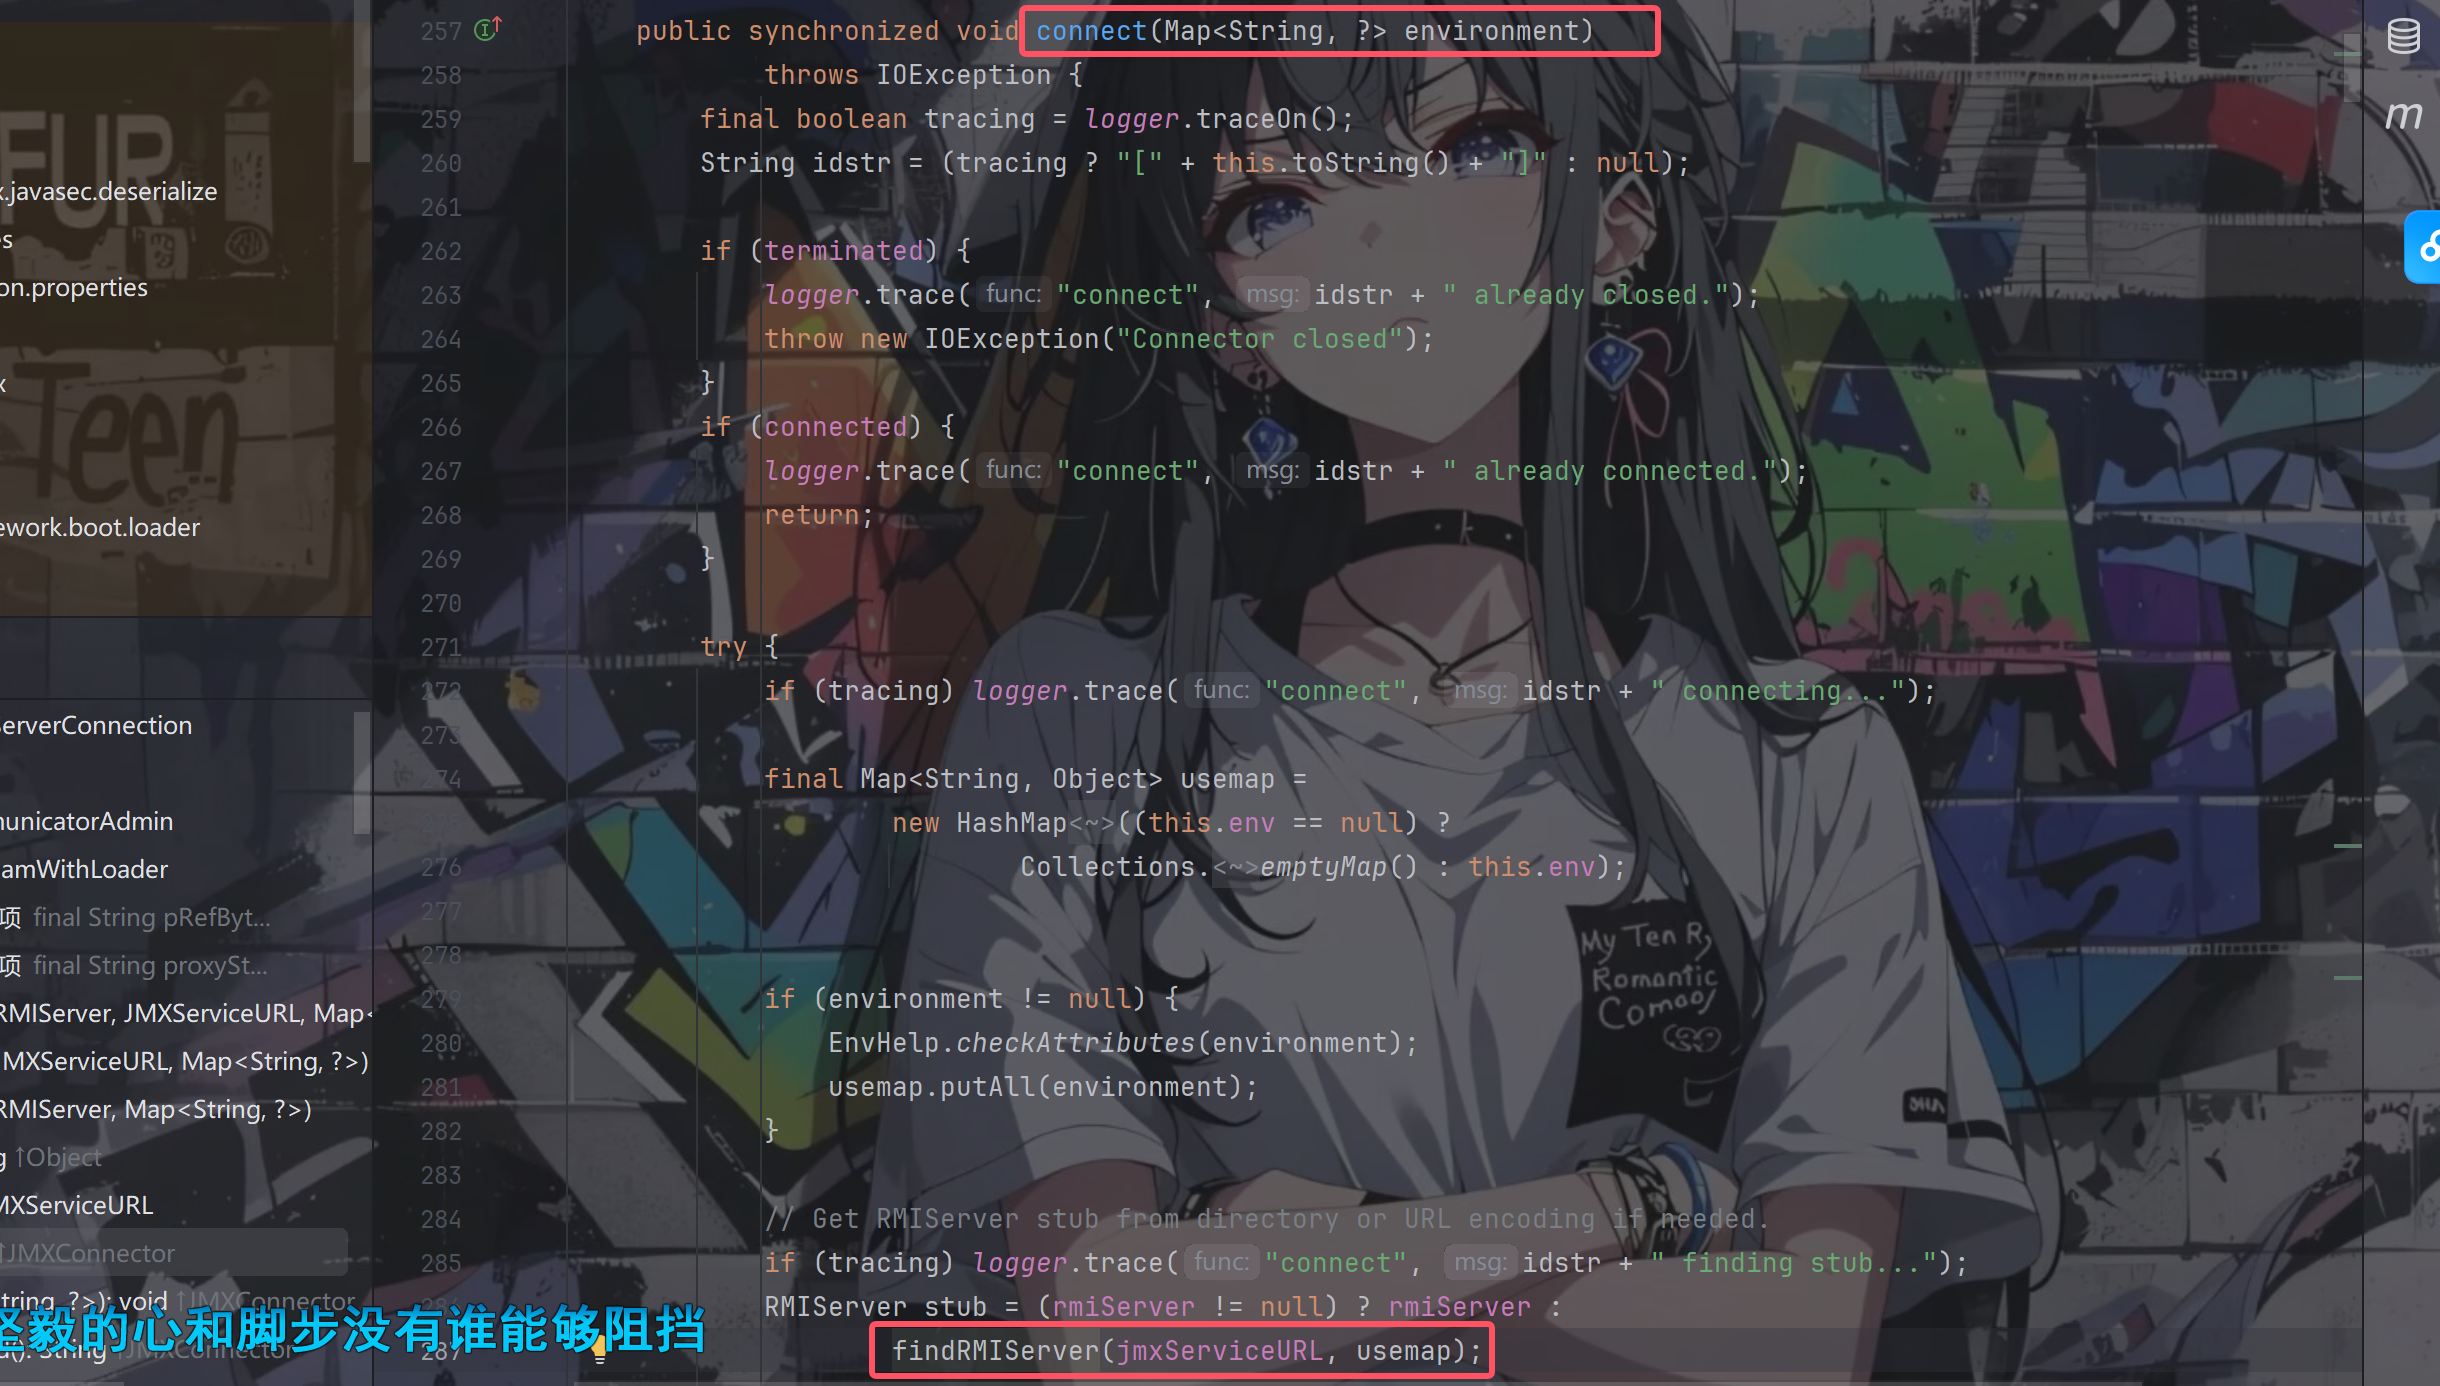 FUR
x.javasec.deserialize
es
on.properties
x
Teen
ework.boot.loader
ServerConnection
municatorAdmin
amWithLoader
项 final String pRefByt...
项 final String proxySt...
RMIServer, JMXServiceURL, Map<
MXServiceURL, Map<String, ?>)
RMIServer, Map<String, ?>)
g ↑Object
MXServiceURL
↑JMXConnector
tring, ?>): void ↑JMXConnector
d(): String ↑JMXConnector
坚毅的心和脚步没有谁能够阻挡
257 public synchronized void connect(Map<String, ?> environment)
258 throws IOException {
259 final boolean tracing = logger.traceOn();
260 String idstr = (tracing ? "[" + this.toString() + "]" : null);
261
262 if (terminated) {
263 logger.trace( func: "connect", msg: idstr + " already closed.");
264 throw new IOException("Connector closed");
265 }
266 if (connected) {
267 logger.trace( func: "connect", msg: idstr + " already connected.");
268 return;
269 }
270
271 try {
272 if (tracing) logger.trace( func: "connect", msg: idstr + " connecting...");
273
274 final Map<String, Object> usemap =
new HashMap<~>((this.env == null) ?
276 Collections.<~>emptyMap() : this.env);
277
278
279 if (environment != null) {
280 EnvHelp.checkAttributes(environment);
281 usemap.putAll(environment);
282 }
283
284 // Get RMIServer stub from directory or URL encoding if needed.
285 if (tracing) logger.trace( func: "connect", msg: idstr + " finding stub...");
286 RMIServer stub = (rmiServer != null) ? rmiServer :
287 findRMIServer(jmxServiceURL, usemap);
My Ten R
Romantic
m